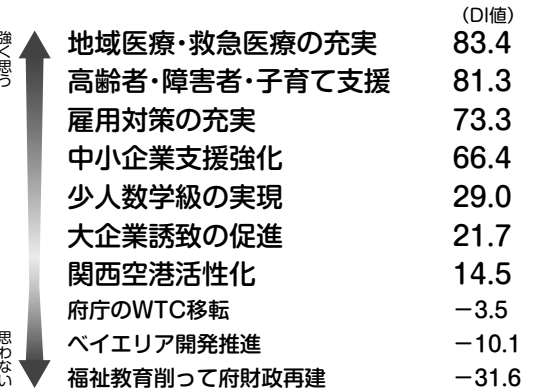 (DI値)
強く思う
地域医療・救急医療の充実 83.4
高齢者・障害者・子育て支援 81.3
雇用対策の充実 73.3
中小企業支援強化 66.4
少人数学級の実現 29.0
大企業誘致の促進 21.7
関西空港活性化 14.5
府庁のWTC移転 －3.5
ベイエリア開発推進 －10.1
福祉教育削って府財政再建 －31.6
思わない